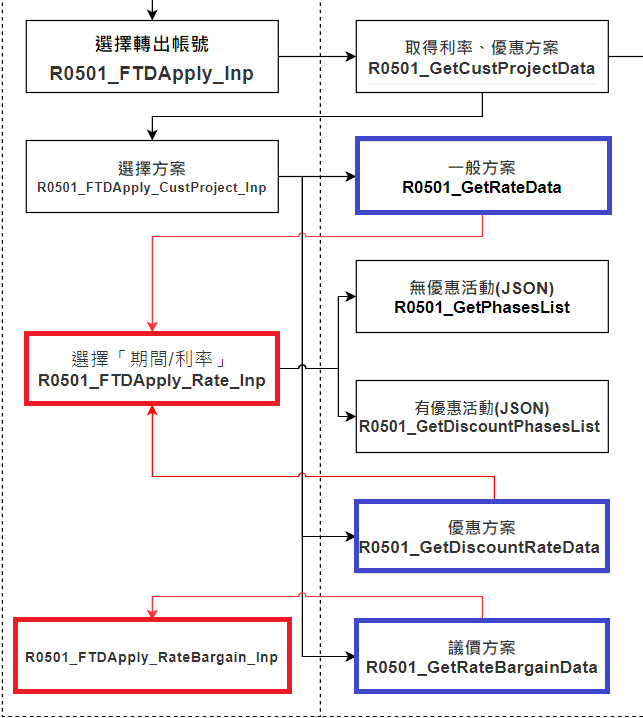 選擇轉出帳號
R0501_FTDApply_Inp
取得利率、優惠方案
R0501_GetCustProjectData
選擇方案
R0501_FTDApply_CustProject_Inp
一般方案
R0501_GetRateData
無優惠活動(JSON)
R0501_GetPhasesList
選擇「期間/利率」
R0501_FTDApply_Rate_Inp
有優惠活動(JSON)
R0501_GetDiscountPhasesList
優惠方案
R0501_GetDiscountRateData
R0501_FTDApply_RateBargain_Inp
議價方案
R0501_GetRateBargainData